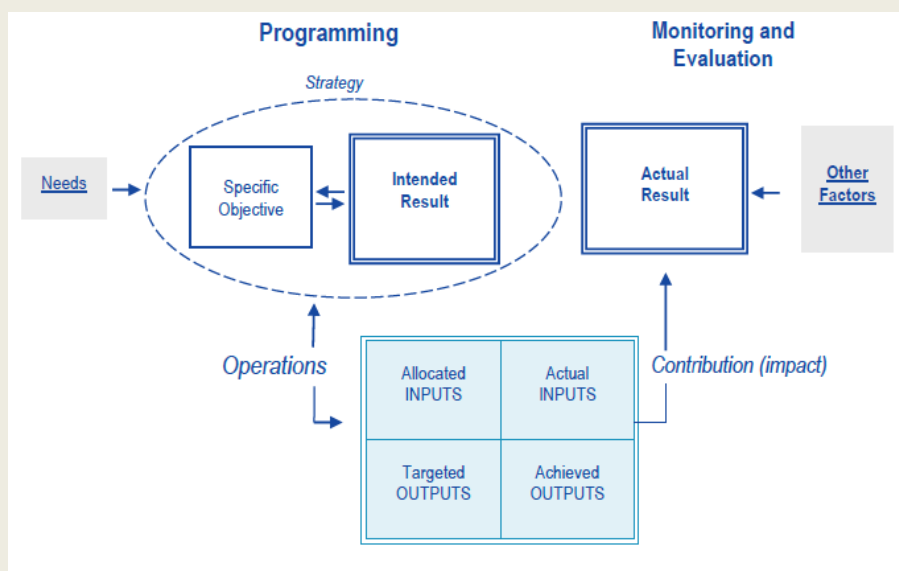 Programming
Monitoring and
Evaluation
Strategy
Needs
Specific
Objective
Intended
Result
Actual
Result
Other
Factors
Operations
Allocated
INPUTS
Actual
INPUTS
Contribution (impact)
Targeted
OUTPUTS
Achieved
OUTPUTS